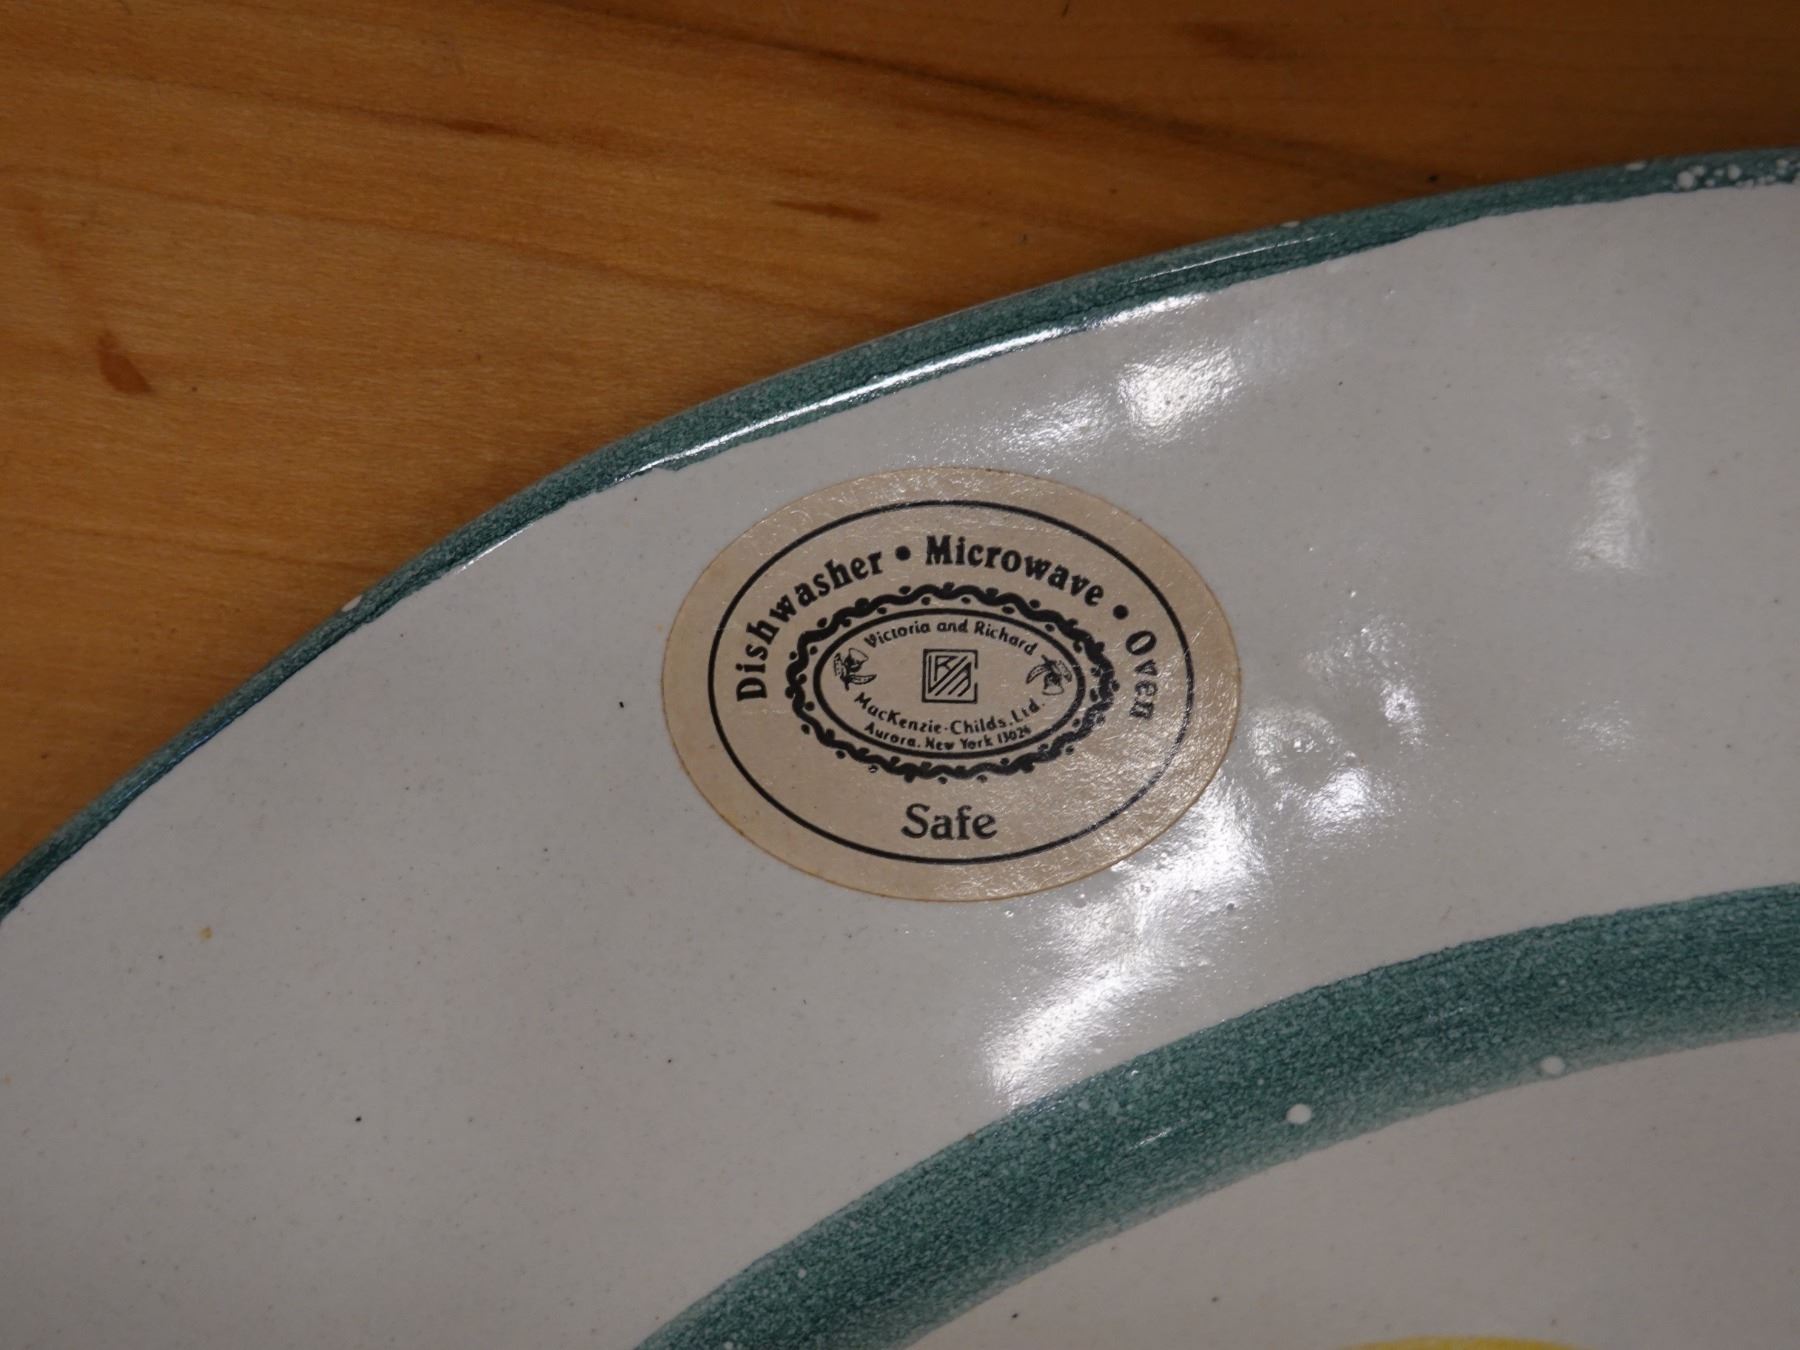 Dishwasher • Microwave • Oven
Victoria and Richard
MacKenzie-Childs, Ltd.
Aurora, New York 13026
Safe